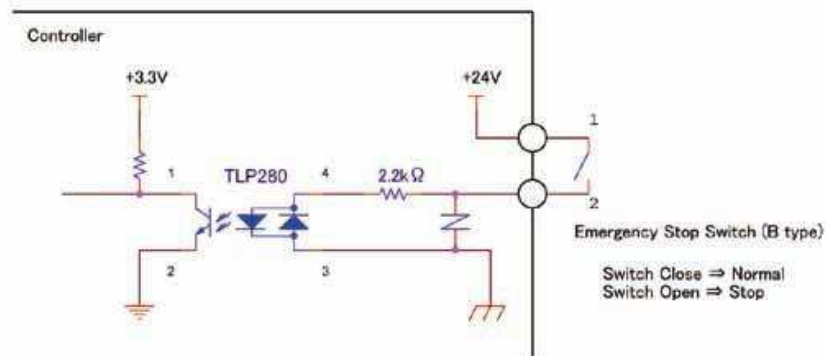 Controller
+3.3V
+24V
1
1
TLP280
4
2.2kΩ
2
2
3
Emergency Stop Switch (B type)
Switch Close ⇒ Normal
Switch Open ⇒ Stop